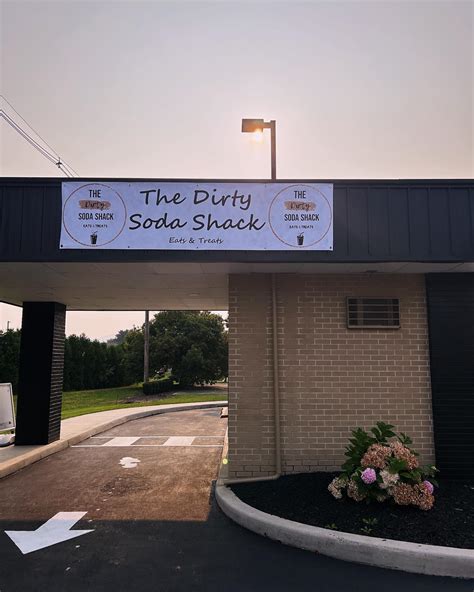 THE
Dirty
SODA SHACK
EATS & TREATS
The Dirty
Soda Shack
Eats & Treats
THE
Dirty
SODA SHACK
EATS & TREATS